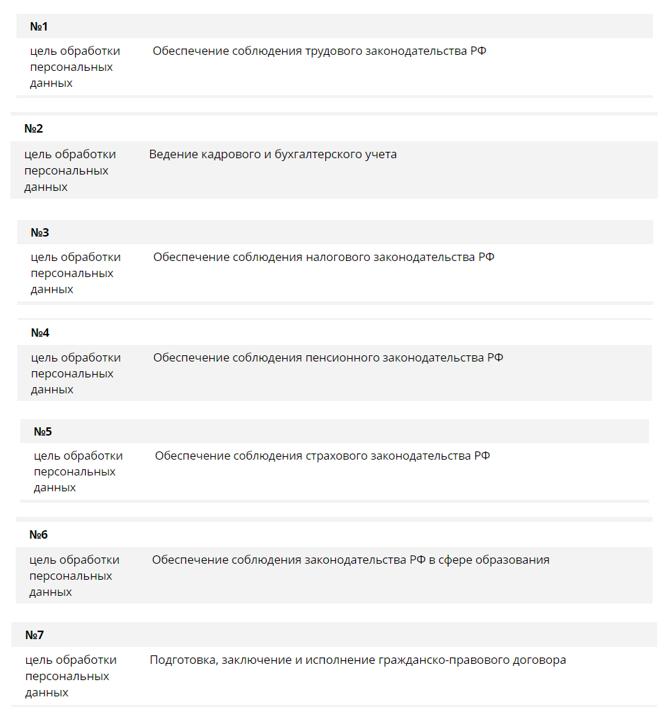 №1
цель обработки Обеспечение соблюдения трудового законодательства РФ
персональных
данных
№2
цель обработки Ведение кадрового и бухгалтерского учета
персональных
данных
№3
цель обработки Обеспечение соблюдения налогового законодательства РФ
персональных
данных
№4
цель обработки Обеспечение соблюдения пенсионного законодательства РФ
персональных
данных
№5
цель обработки Обеспечение соблюдения страхового законодательства РФ
персональных
данных
№6
цель обработки Обеспечение соблюдения законодательства РФ в сфере образования
персональных
данных
№7
цель обработки Подготовка, заключение и исполнение гражданско-правового договора
персональных
данных